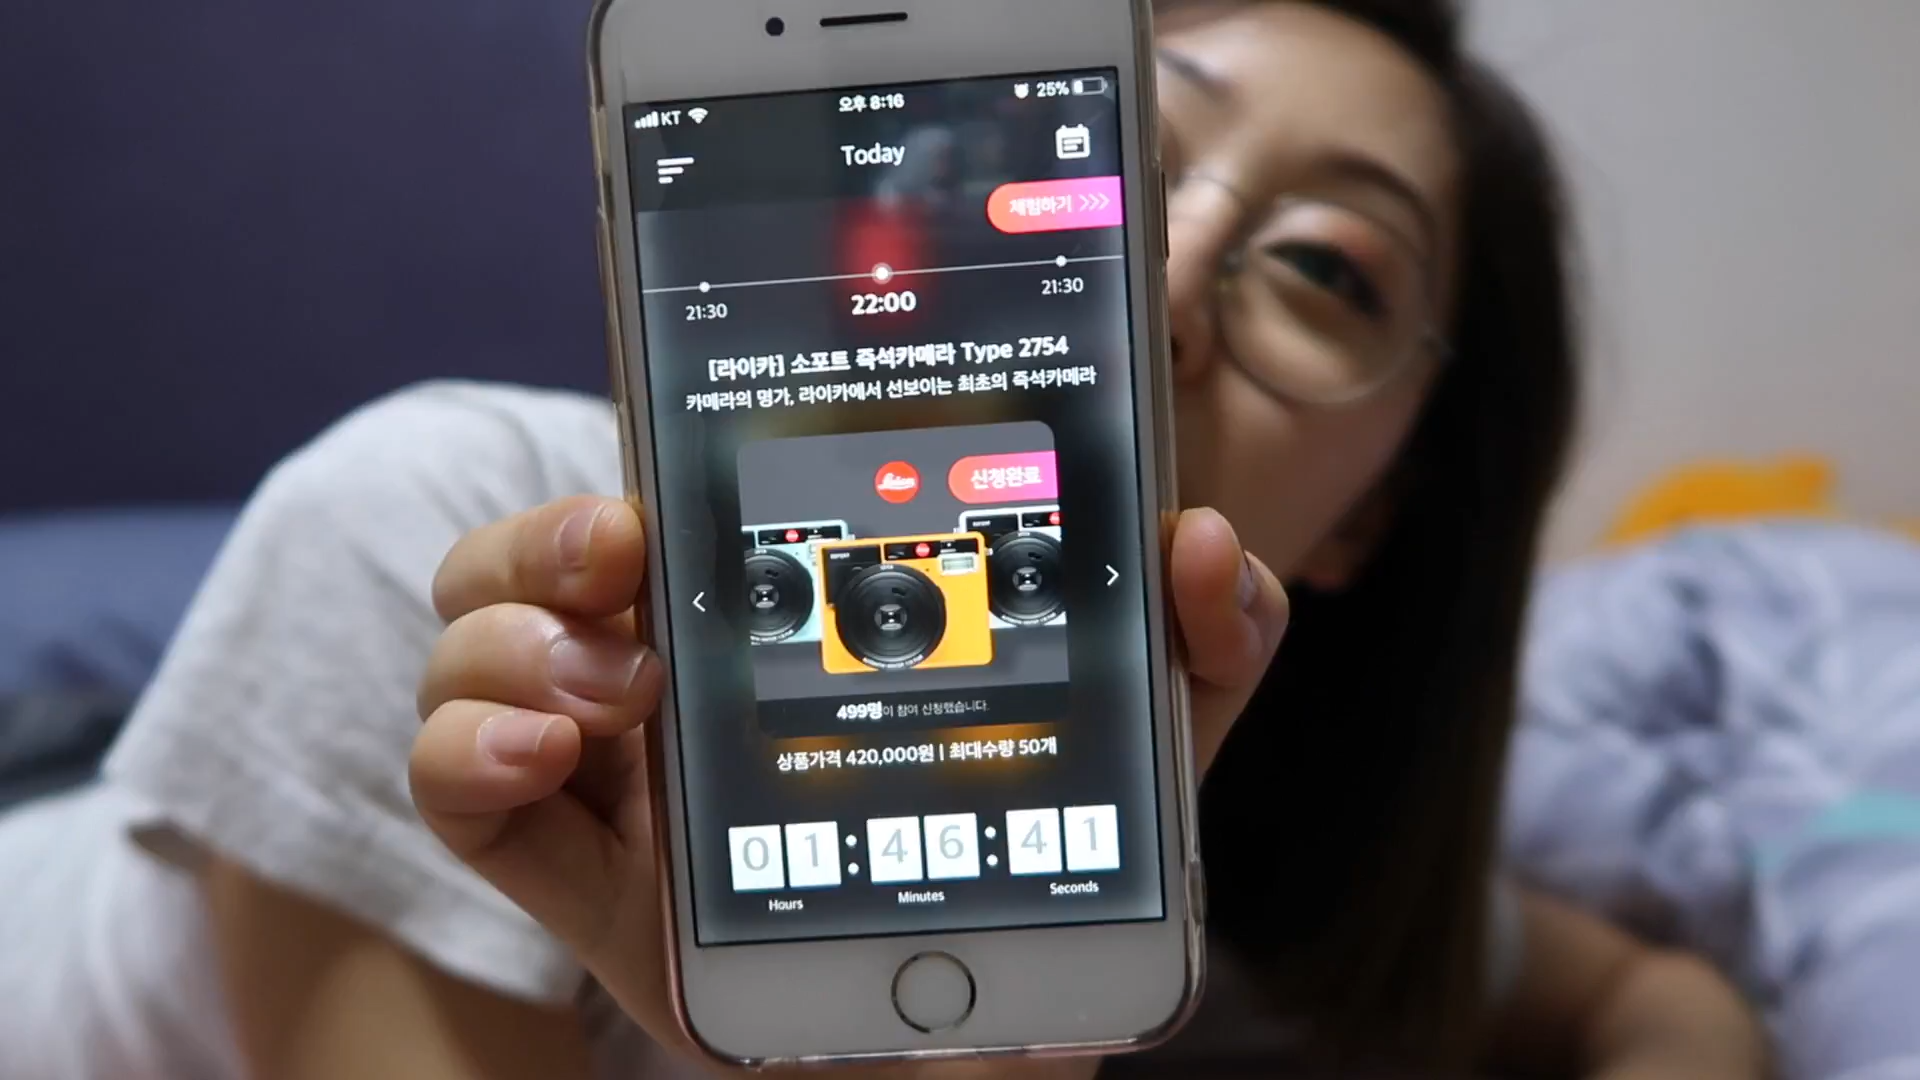 KT
오후 8:16
25%
Today
체험하기 >>>
21:30
22:00
21:30
[라이카] 소포트 즉석카메라 Type 2754
카메라의 명가, 라이카에서 선보이는 최초의 즉석카메라
Leica
신청완료
499명이 참여 신청했습니다.
상품가격 420,000원 | 최대수량 50개
01 : 46 : 41
Hours
Minutes
Seconds